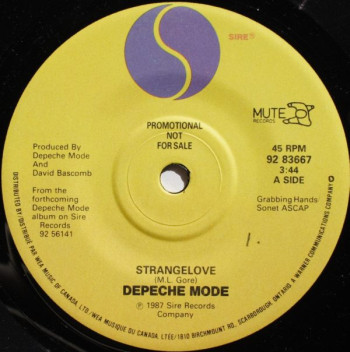 SIRE®
MUTE
RECORDS
PROMOTIONAL
NOT
FOR SALE
Produced By
Depeche Mode
And
David Bascomb
From the
forthcoming
Depeche Mode
album on Sire
Records
92 56141
45 RPM
92 83667
3:44
A SIDE
Grabbing Hands/
Sonet ASCAP
1.
STRANGELOVE
(M.L. Gore)
DEPECHE MODE
℗ 1987 Sire Records
Company
DISTRIBUTED BY/DISTRIBUÉ PAR WEA MUSIC OF CANADA LTD./WEA MUSIQUE DU CANADA LTÉE/1810 BIRCHMOUNT RD., SCARBOROUGH, ONTARIO A WARNER COMMUNICATIONS COMPANY